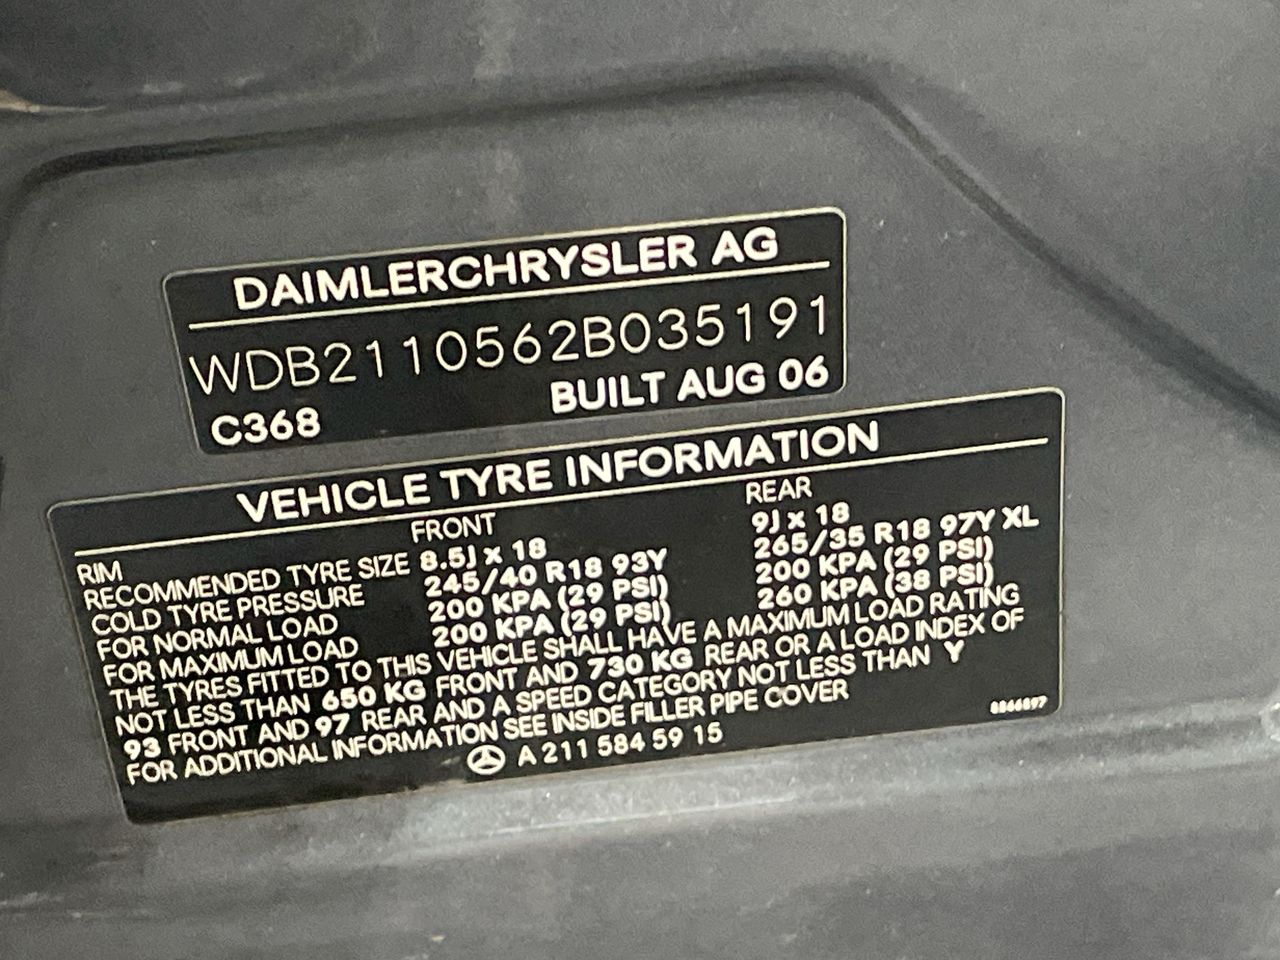 DAIMLERCHRYSLER AG
WDB2110562B035191
C368 BUILT AUG 06
VEHICLE TYRE INFORMATION
FRONT REAR
RIM 8.5J x 18 9J x 18
RECOMMENDED TYRE SIZE 245/40 R18 93Y 265/35 R18 97Y XL
COLD TYRE PRESSURE
FOR NORMAL LOAD 200 KPA (29 PSI) 200 KPA (29 PSI)
FOR MAXIMUM LOAD 200 KPA (29 PSI) 260 KPA (38 PSI)
THE TYRES FITTED TO THIS VEHICLE SHALL HAVE A MAXIMUM LOAD RATING
NOT LESS THAN 650 KG FRONT AND 730 KG REAR OR A LOAD INDEX OF
93 FRONT AND 97 REAR AND A SPEED CATEGORY NOT LESS THAN Y
FOR ADDITIONAL INFORMATION SEE INSIDE FILLER PIPE COVER
A 211 584 59 15